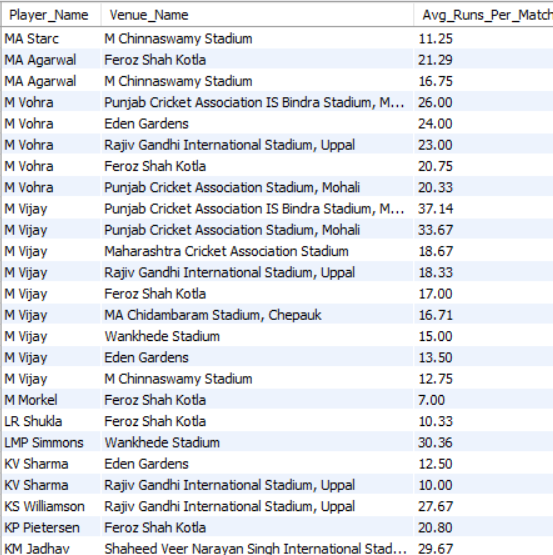 Player_Name Venue_Name Avg_Runs_Per_Match
MA Starc M Chinnaswamy Stadium 11.25
MA Agarwal Feroz Shah Kotla 21.29
MA Agarwal M Chinnaswamy Stadium 16.75
M Vohra Punjab Cricket Association IS Bindra Stadium, M... 26.00
M Vohra Eden Gardens 24.00
M Vohra Rajiv Gandhi International Stadium, Uppal 23.00
M Vohra Feroz Shah Kotla 20.75
M Vohra Punjab Cricket Association Stadium, Mohali 20.33
M Vijay Punjab Cricket Association IS Bindra Stadium, M... 37.14
M Vijay Punjab Cricket Association Stadium, Mohali 33.67
M Vijay Maharashtra Cricket Association Stadium 18.67
M Vijay Rajiv Gandhi International Stadium, Uppal 18.33
M Vijay Feroz Shah Kotla 17.00
M Vijay MA Chidambaram Stadium, Chepauk 16.71
M Vijay Wankhede Stadium 15.00
M Vijay Eden Gardens 13.50
M Vijay M Chinnaswamy Stadium 12.75
M Morkel Feroz Shah Kotla 7.00
LR Shukla Feroz Shah Kotla 10.33
LMP Simmons Wankhede Stadium 30.36
KV Sharma Eden Gardens 12.50
KV Sharma Rajiv Gandhi International Stadium, Uppal 10.00
KS Williamson Rajiv Gandhi International Stadium, Uppal 27.67
KP Pietersen Feroz Shah Kotla 20.80
KM Jadhav Shaheed Veer Narayan Singh International Stad... 29.67